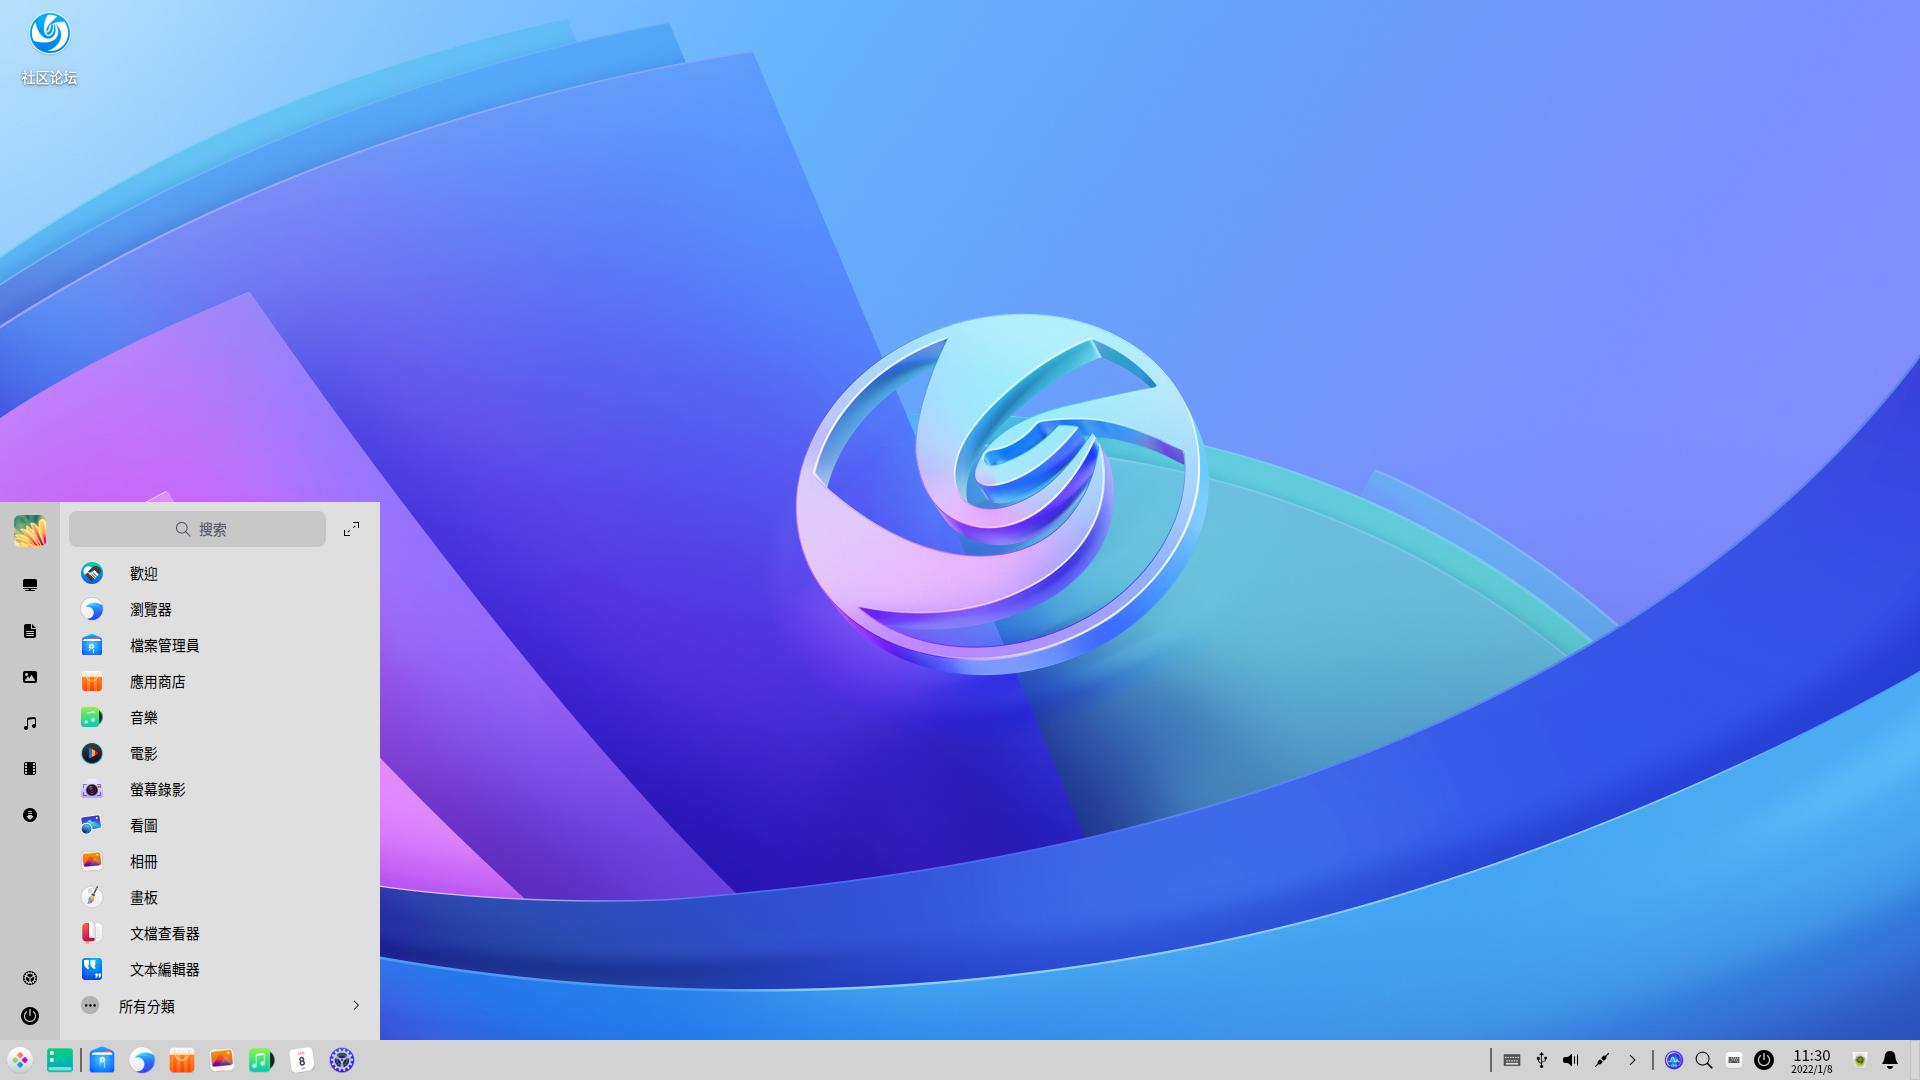 社区论坛
搜索
歡迎
瀏覽器
檔案管理員
應用商店
音樂
電影
螢幕錄影
看圖
相冊
畫板
文檔查看器
文本編輯器
所有分類
8
11:30
2022/1/8